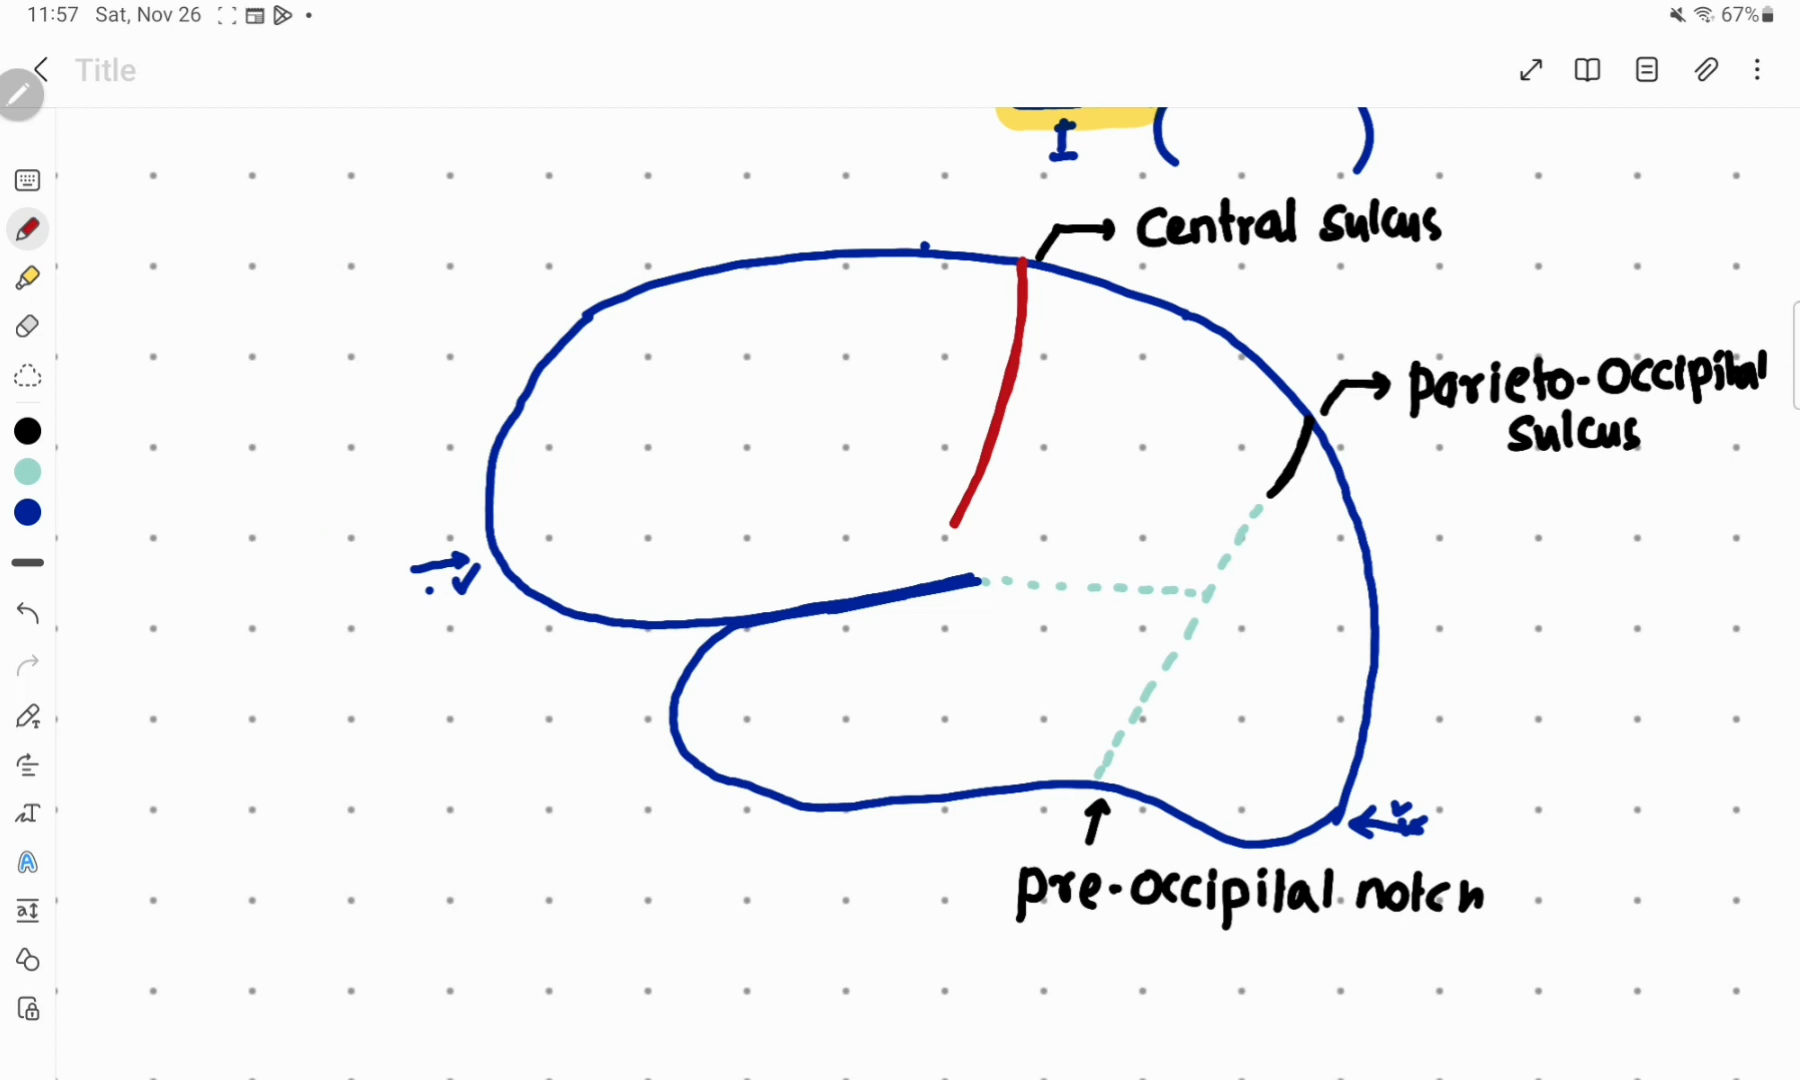 11:57 Sat, Nov 26
67%
Title
I
Central sulcus
parieto-occipital
sulcus
pre-occipital notch